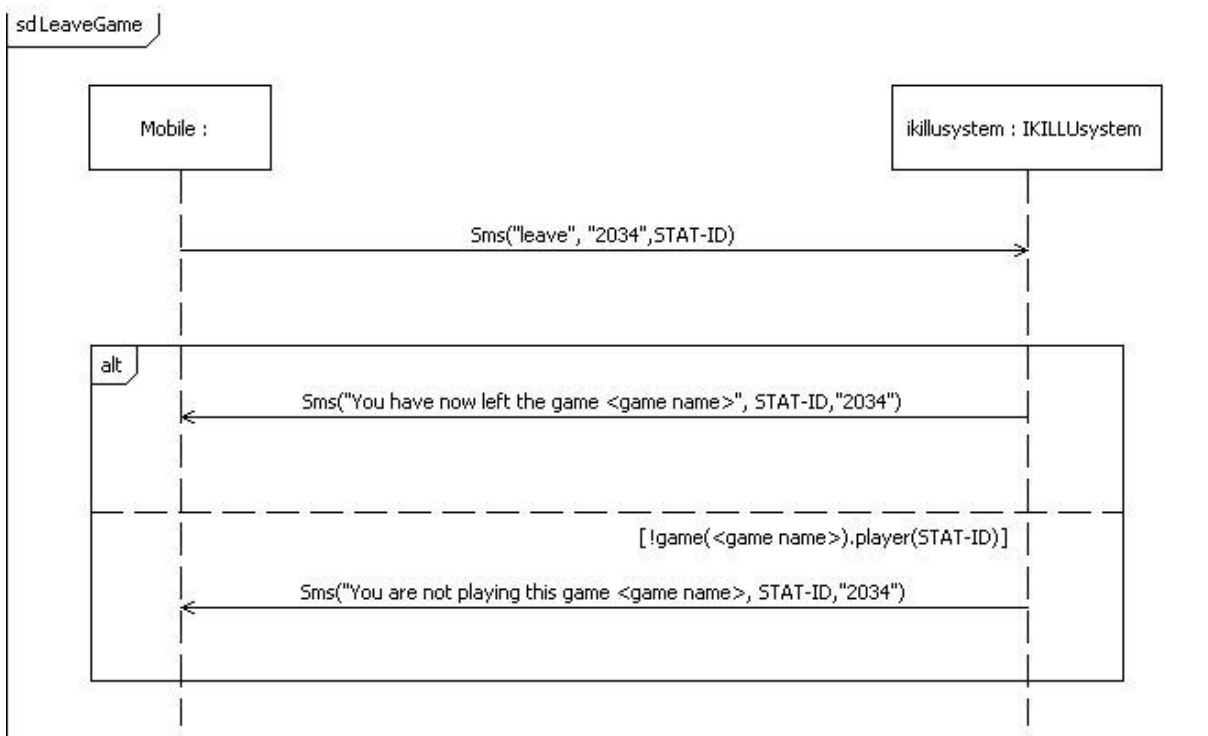 sd LeaveGame
Mobile :
ikillusystem : IKILLUsystem
Sms("leave", "2034",STAT-ID)
alt
Sms("You have now left the game <game name>", STAT-ID,"2034")
[!game(<game name>).player(STAT-ID)]
Sms("You are not playing this game <game name>, STAT-ID,"2034")